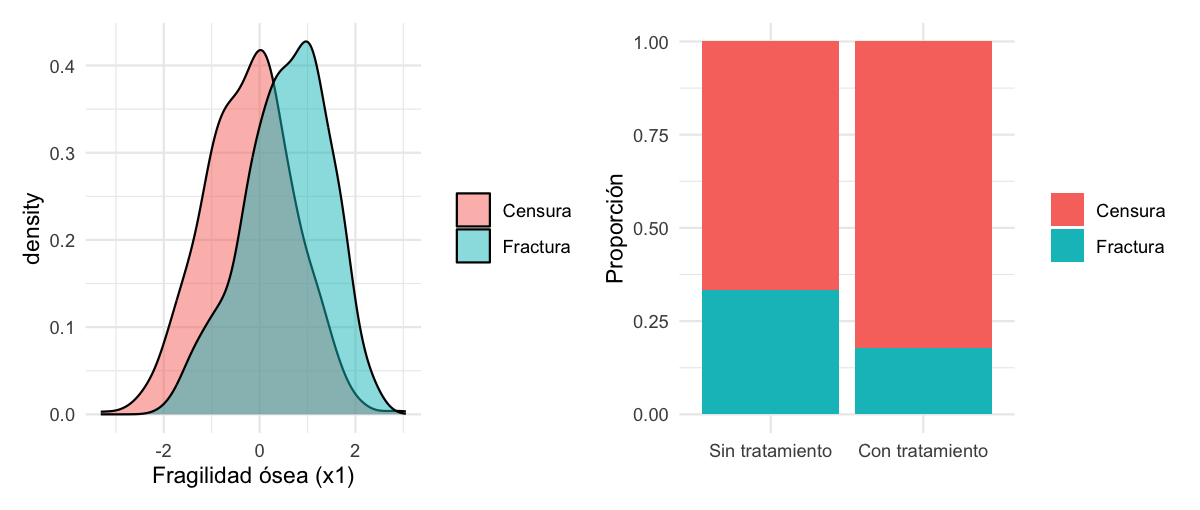 density
0.4
0.3
0.2
0.1
0.0
-2 0 2
Fragilidad ósea (x1)
Censura
Fractura
Proporción
1.00
0.75
0.50
0.25
0.00
Sin tratamiento Con tratamiento
Censura
Fractura